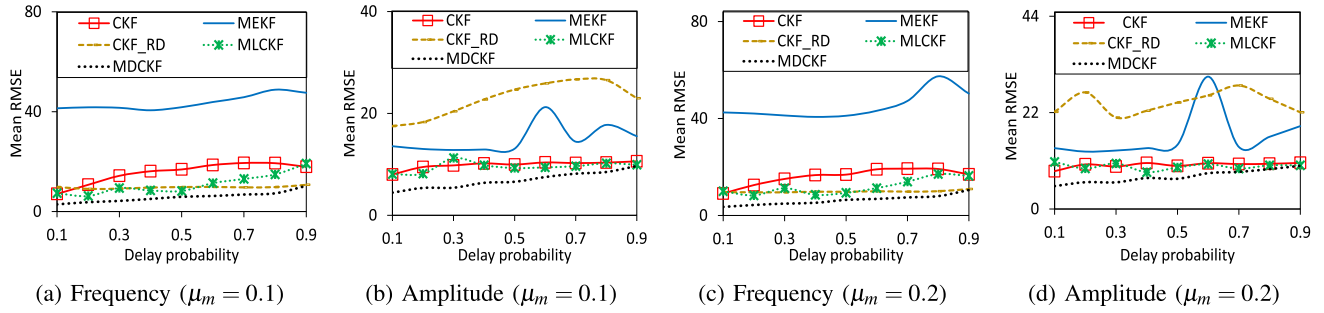 80
40
0
Mean RMSE
CKF
MEKF
CKF_RD
MLCKF
MDCKF
0.1
0.3
0.5
0.7
0.9
Delay probability
(a) Frequency (μm = 0.1)
40
20
0
Mean RMSE
CKF
MEKF
CKF_RD
MLCKF
MDCKF
0.1
0.3
0.5
0.7
0.9
Delay probability
(b) Amplitude (μm = 0.1)
80
40
0
Mean RMSE
CKF
MEKF
CKF_RD
MLCKF
MDCKF
0.1
0.3
0.5
0.7
0.9
Delay probability
(c) Frequency (μm = 0.2)
44
22
0
Mean RMSE
CKF
MEKF
CKF_RD
MLCKF
MDCKF
0.1
0.3
0.5
0.7
0.9
Delay probability
(d) Amplitude (μm = 0.2)